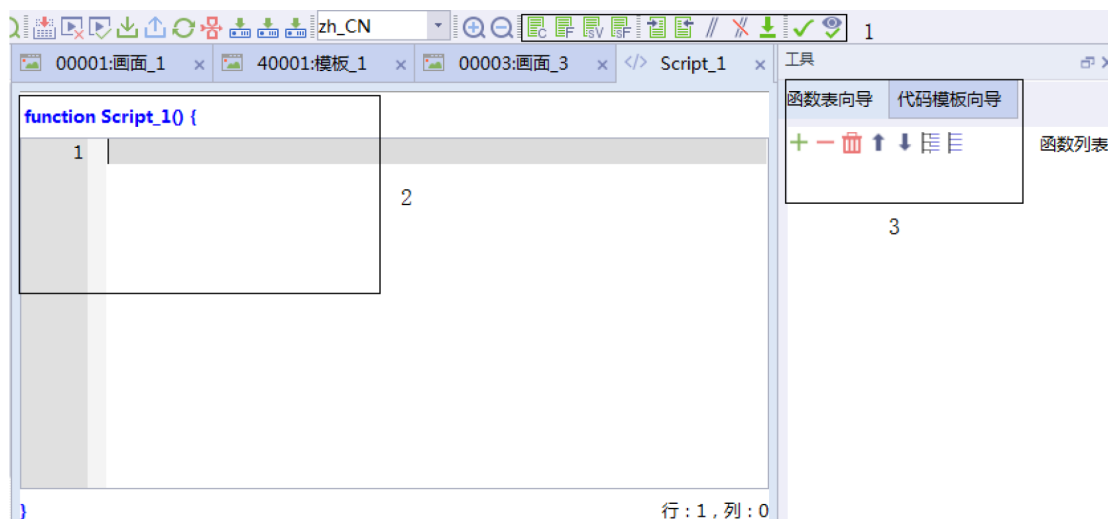 zh_CN
C F SV SF
1
00001:画面_1 × 40001:模板_1 × 00003:画面_3 × </> Script_1 ×
工具
函数表向导 代码模板向导
function Script_1() {
1
函数列表
2
3
}
行:1,列:0